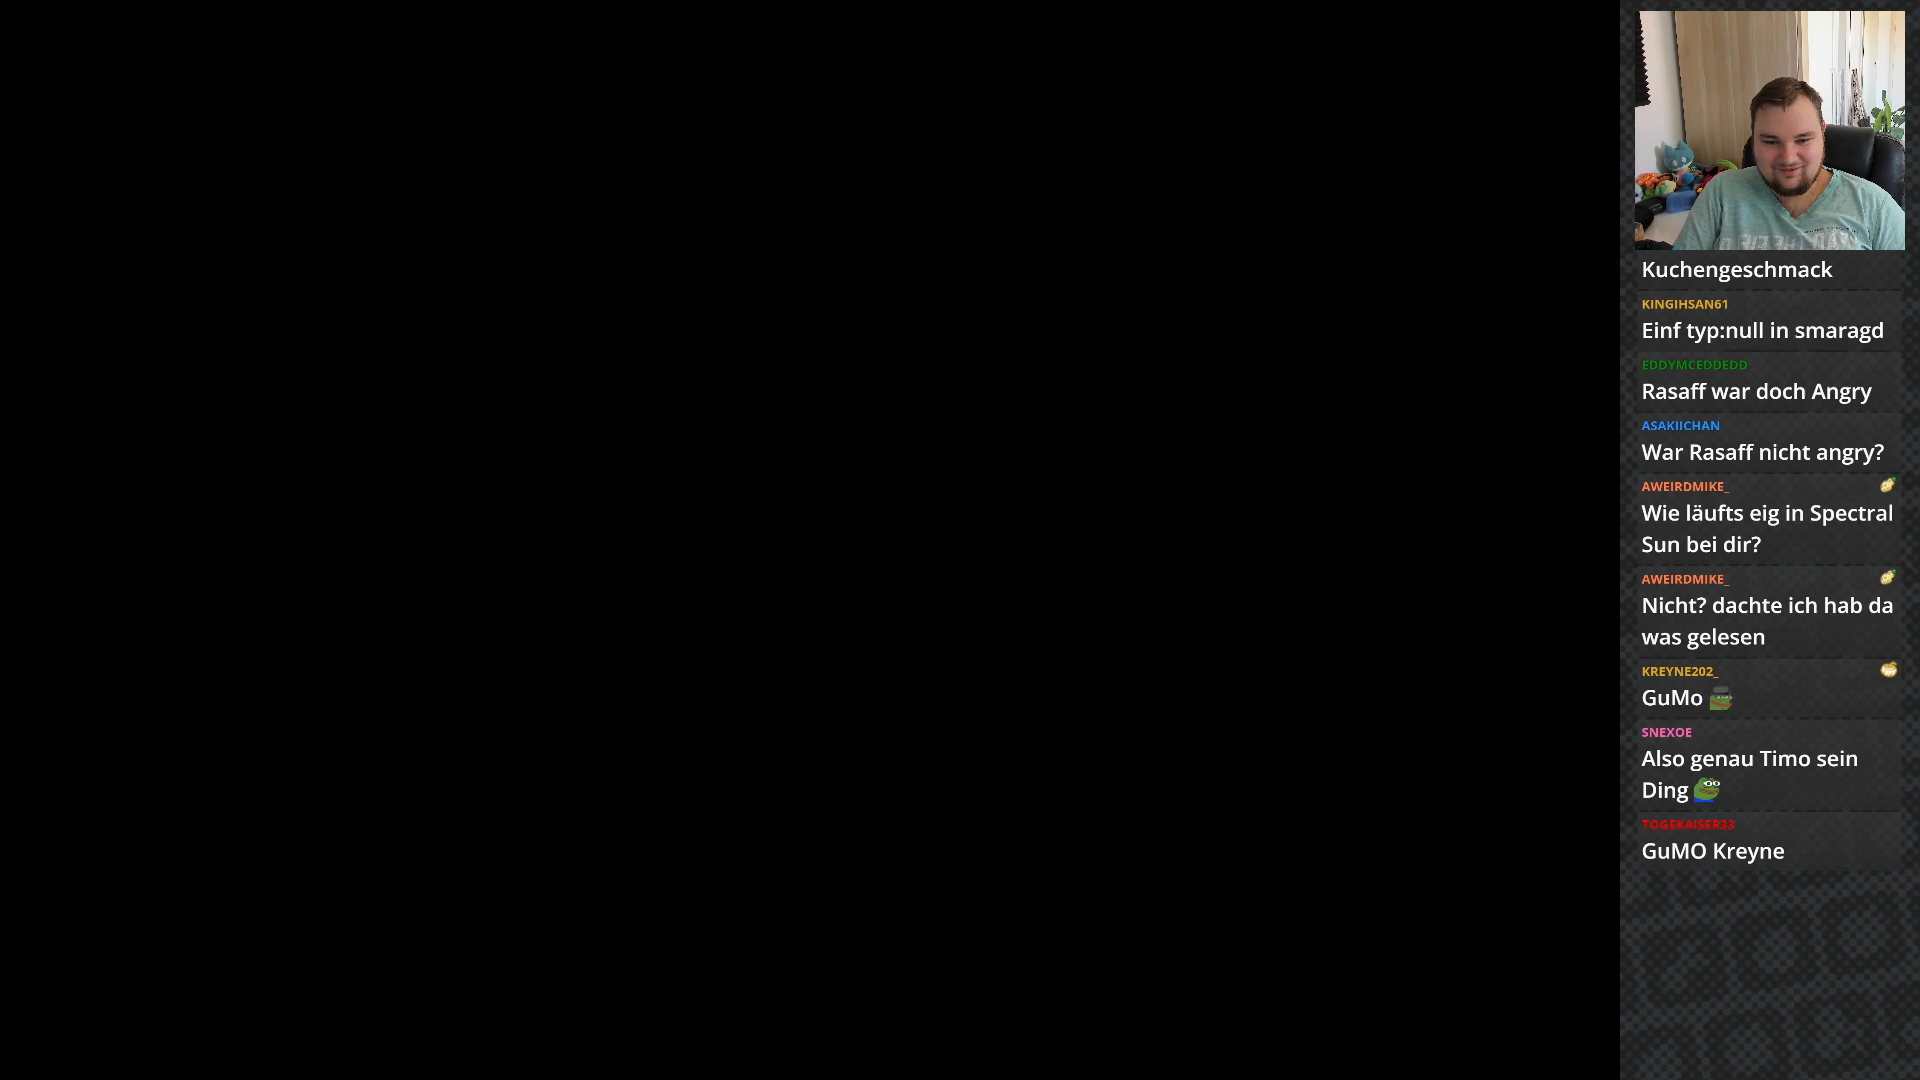 Kuchengeschmack
KINGIHSAN61
Einf typ:null in smaragd
EDDYMCEDDEDD
Rasaff war doch Angry
ASAKIICHAN
War Rasaff nicht angry?
AWEIRDMIKE_
Wie läufts eig in Spectral
Sun bei dir?
AWEIRDMIKE_
Nicht? dachte ich hab da
was gelesen
KREYNE202_
GuMo
SNEXOE
Also genau Timo sein
Ding
TOGEKAISER33
GuMO Kreyne